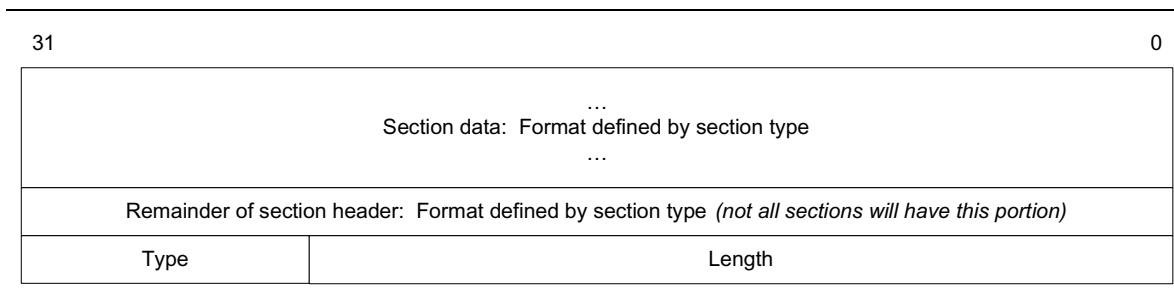 31 0
…
Section data: Format defined by section type
…
Remainder of section header: Format defined by section type (not all sections will have this portion)
Type Length